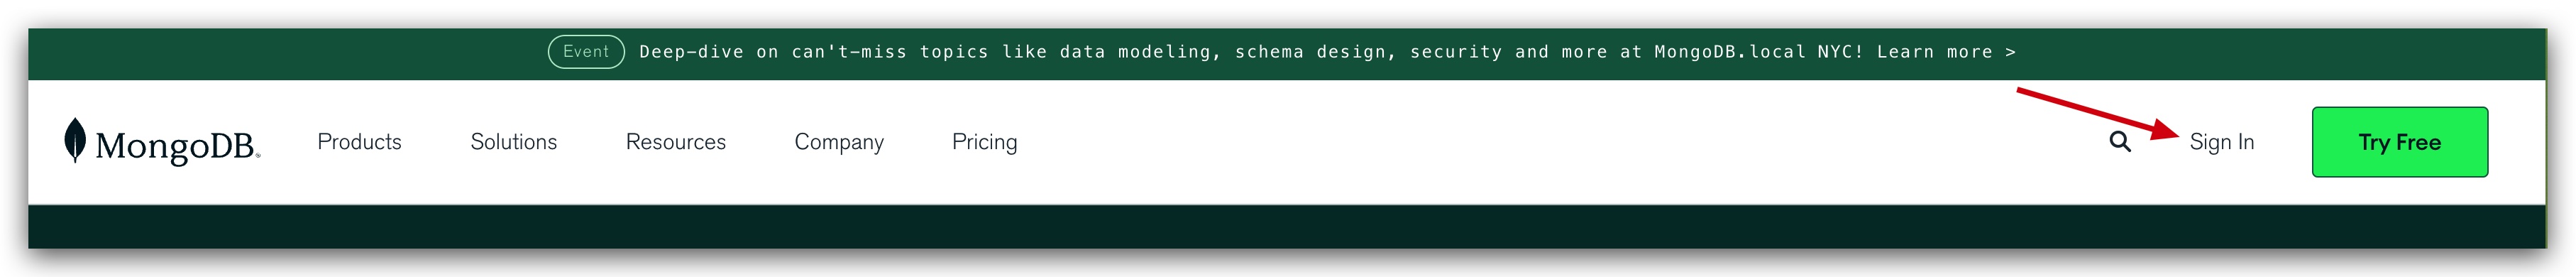 Event Deep-dive on can't-miss topics like data modeling, schema design, security and more at MongoDB.local NYC! Learn more >
MongoDB® Products Solutions Resources Company Pricing Sign In Try Free